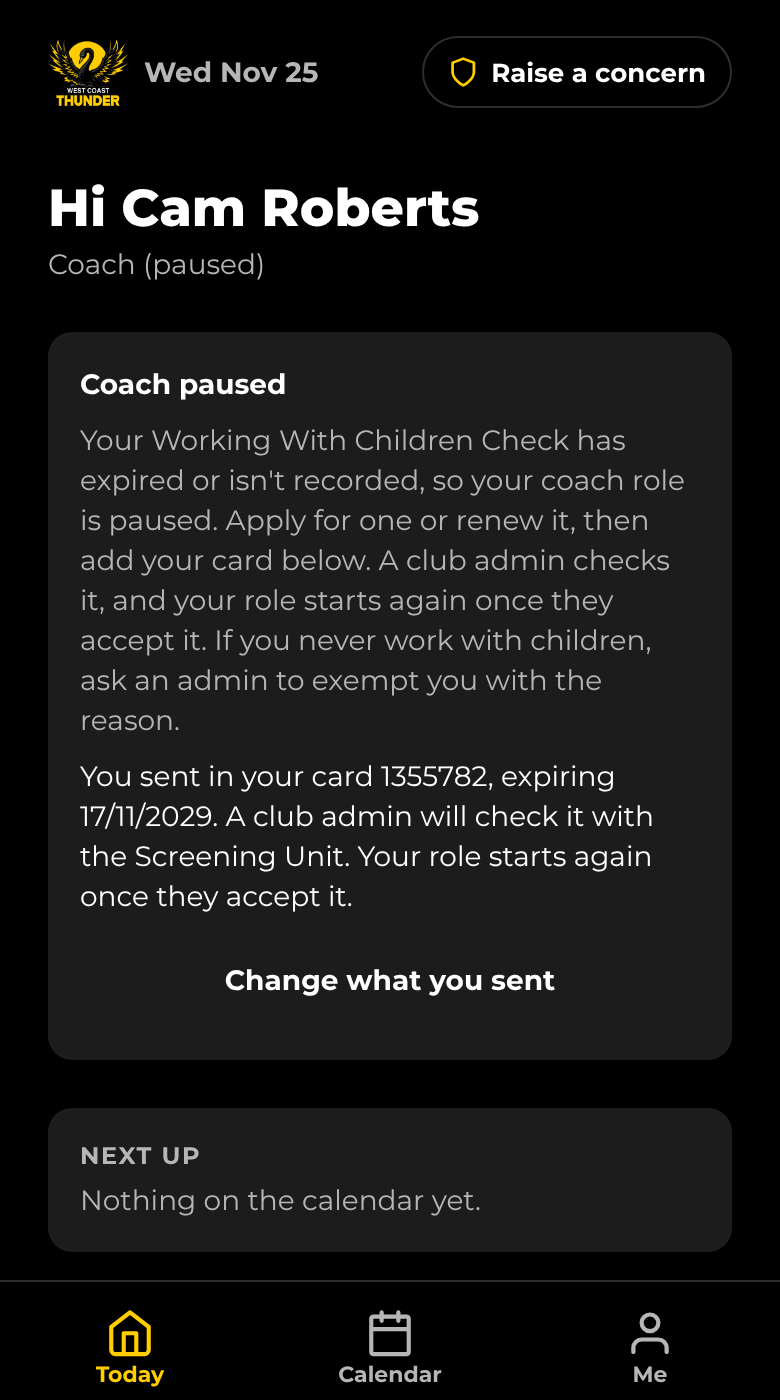 WEST COAST
THUNDER
Wed Nov 25
Raise a concern
Hi Cam Roberts
Coach (paused)
Coach paused
Your Working With Children Check has
expired or isn't recorded, so your coach role
is paused. Apply for one or renew it, then
add your card below. A club admin checks
it, and your role starts again once they
accept it. If you never work with children,
ask an admin to exempt you with the
reason.
You sent in your card 1355782, expiring
17/11/2029. A club admin will check it with
the Screening Unit. Your role starts again
once they accept it.
Change what you sent
NEXT UP
Nothing on the calendar yet.
Today
Calendar
Me